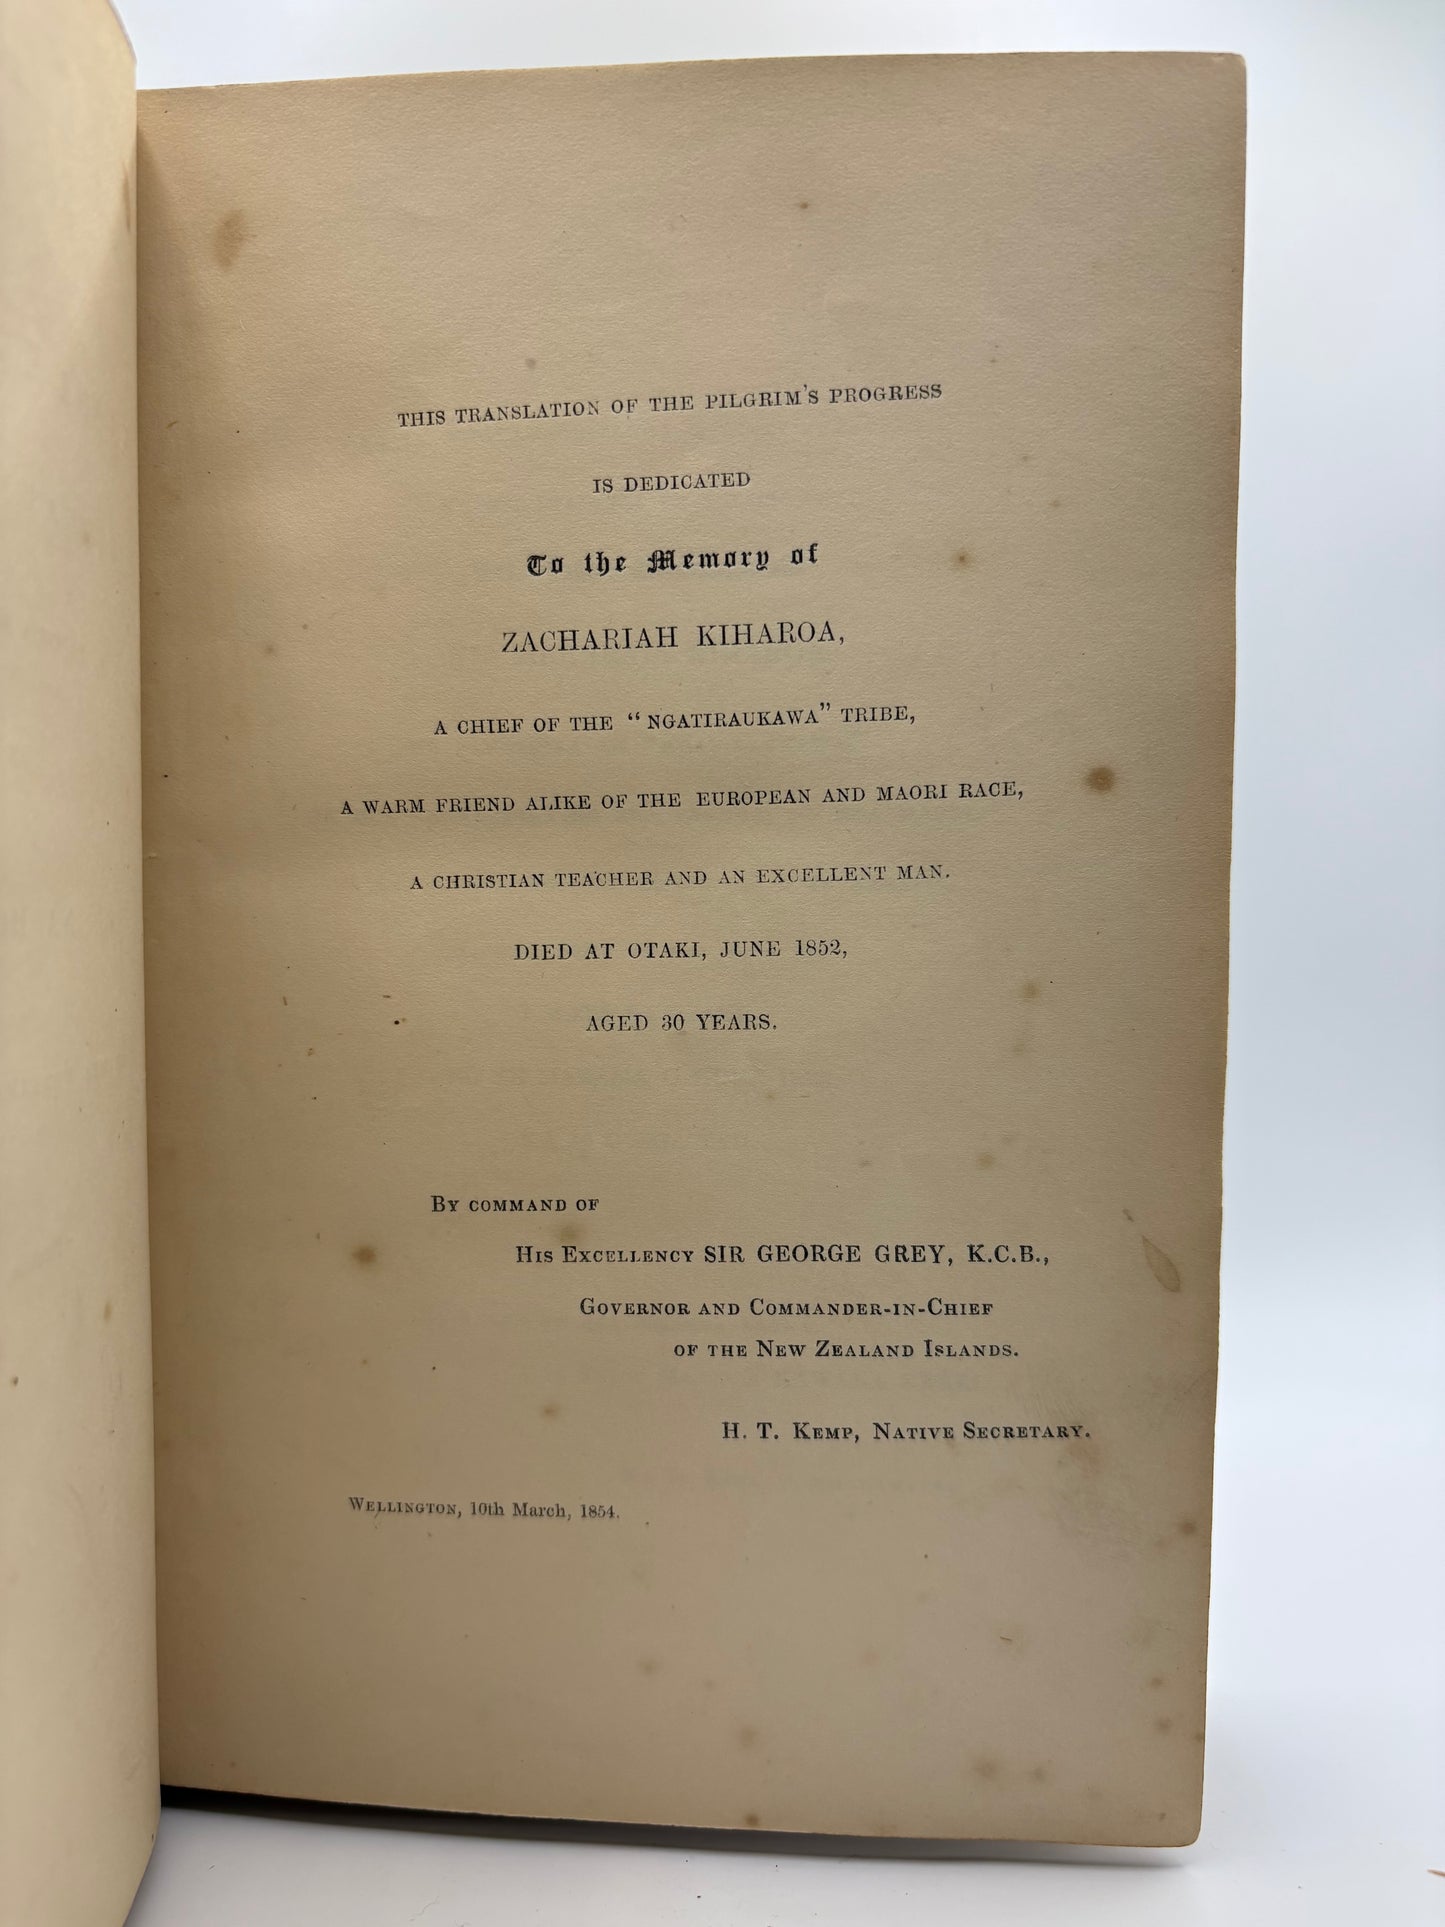 THIS TRANSLATION OF THE PILGRIM'S PROGRESS
IS DEDICATED
To the Memory of
ZACHARIAH KIHAROA,
A CHIEF OF THE "NGATIRAUKAWA" TRIBE,
A WARM FRIEND ALIKE OF THE EUROPEAN AND MAORI RACE,
A CHRISTIAN TEACHER AND AN EXCELLENT MAN.
DIED AT OTAKI, JUNE 1852,
AGED 30 YEARS.
BY COMMAND OF
HIS EXCELLENCY SIR GEORGE GREY, K.C.B.,
GOVERNOR AND COMMANDER-IN-CHIEF
OF THE NEW ZEALAND ISLANDS.
H. T. KEMP, NATIVE SECRETARY.
WELLINGTON, 10th March, 1854.